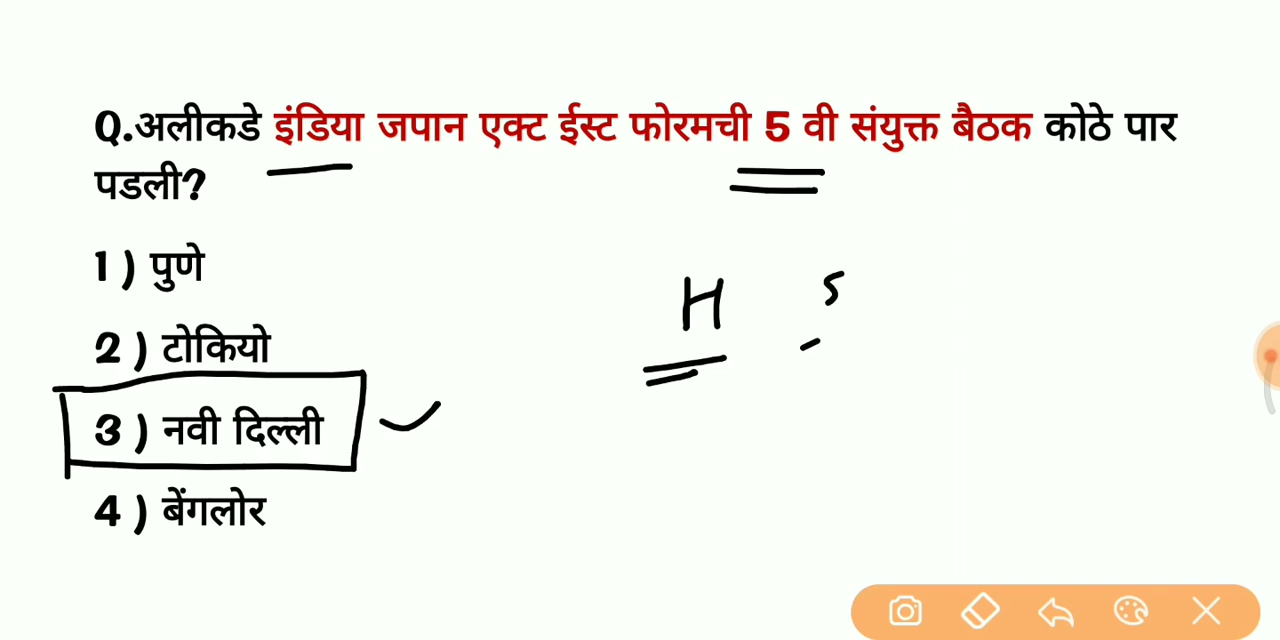 Q.अलीकडे इंडिया जपान एक्ट ईस्ट फोरमची 5 वी संयुक्त बैठक कोठे पार
पडली?
1 ) पुणे
H S
2 ) टोकियो
3 ) नवी दिल्ली
4 ) बेंगलोर